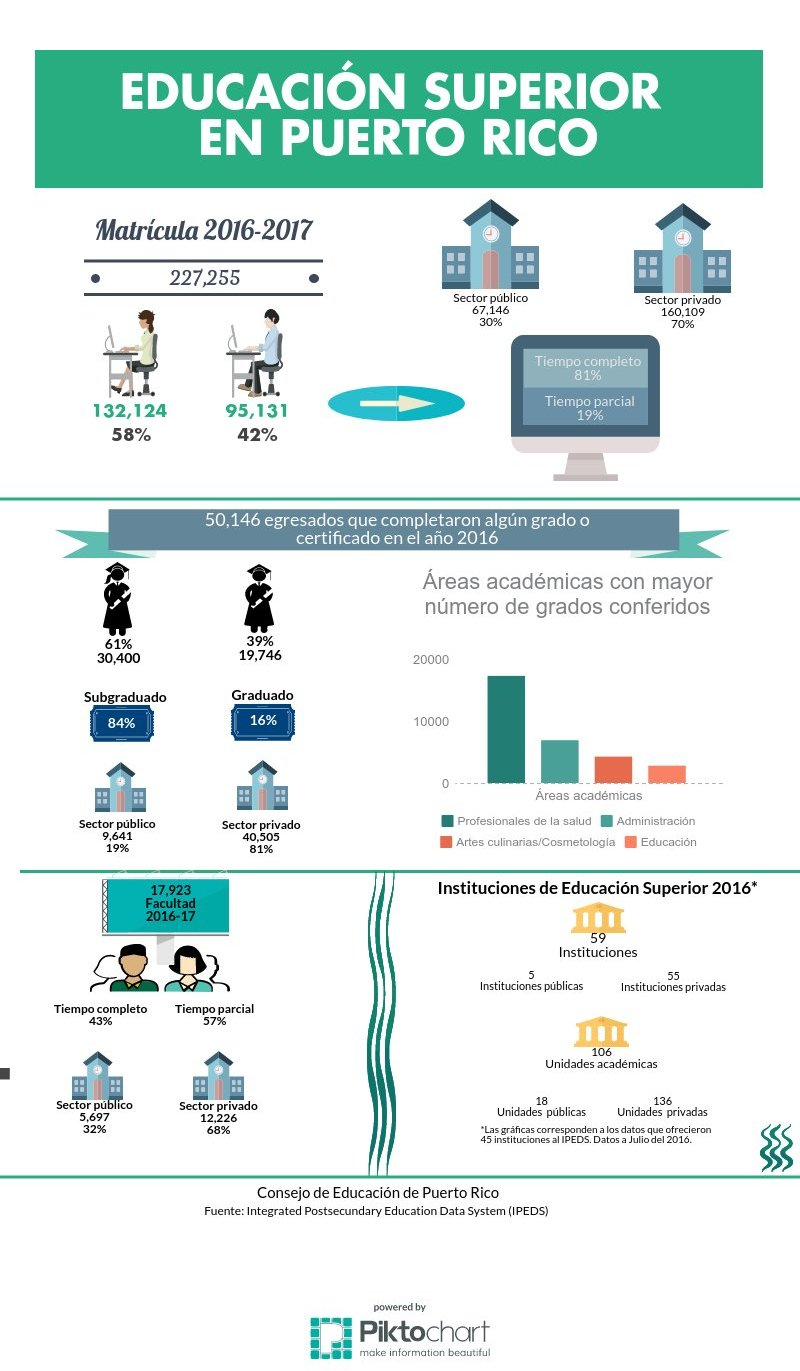 EDUCACIÓN SUPERIOR
EN PUERTO RICO
Matrícula 2016-2017
227,255
132,124
58%
95,131
42%
Sector público
67,146
30%
Sector privado
160,109
70%
Tiempo completo
81%
Tiempo parcial
19%
50,146 egresados que completaron algún grado o
certificado en el año 2016
61%
30,400
39%
19,746
Subgraduado
84%
Graduado
16%
Sector público
9,641
19%
Sector privado
40,505
81%
Áreas académicas con mayor
número de grados conferidos
20000
10000
0
Áreas académicas
Profesionales de la salud
Administración
Artes culinarias/Cosmetología
Educación
17,923
Facultad
2016-17
Tiempo completo
43%
Tiempo parcial
57%
Sector público
5,697
32%
Sector privado
12,226
68%
Instituciones de Educación Superior 2016*
59
Instituciones
5
Instituciones públicas
55
Instituciones privadas
106
Unidades académicas
18
Unidades públicas
136
Unidades privadas
*Las gráficas corresponden a los datos que ofrecieron
45 instituciones al IPEDS. Datos a Julio del 2016.
Consejo de Educación de Puerto Rico
Fuente: Integrated Postsecundary Education Data System (IPEDS)
powered by
Piktochart
make information beautiful